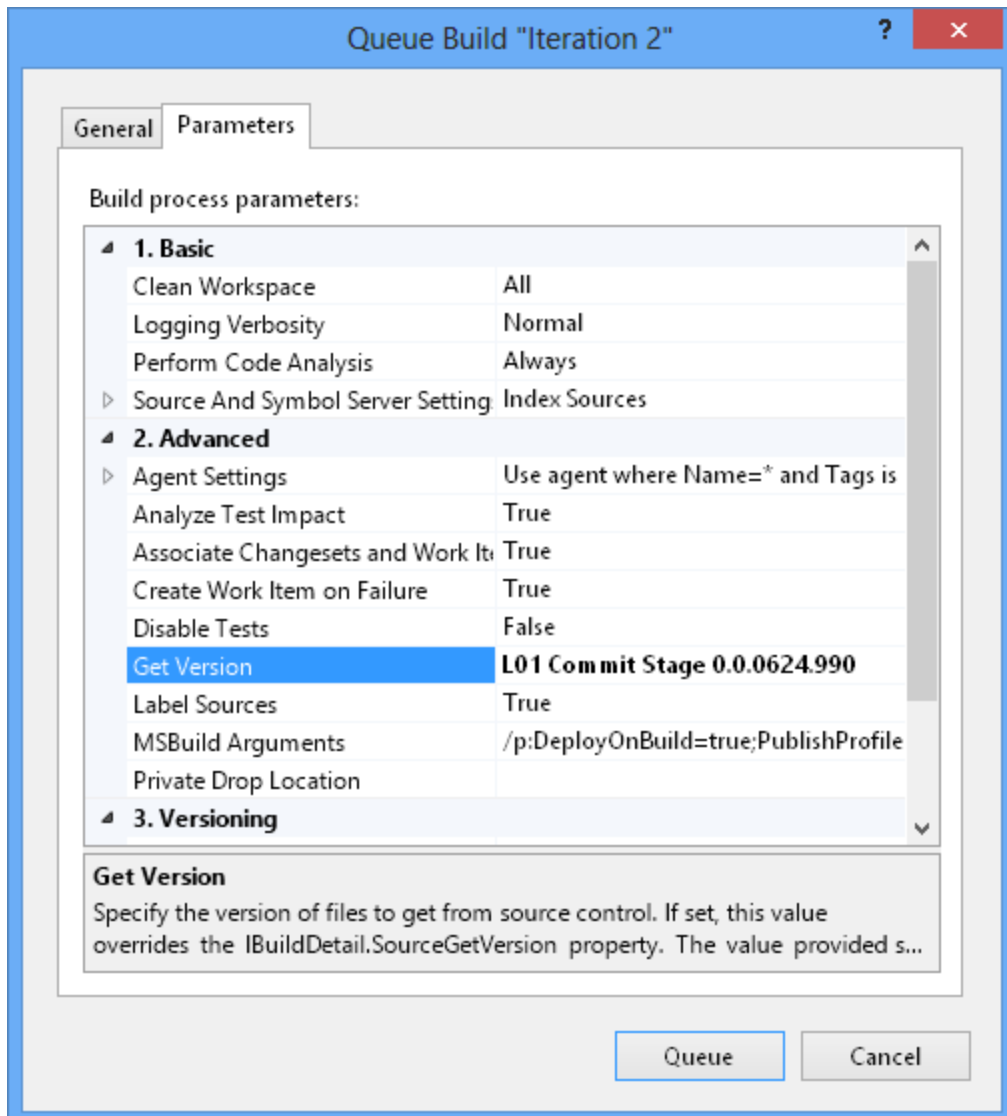 Queue Build "Iteration 2"
?
×
General Parameters
Build process parameters:
1. Basic
Clean Workspace All
Logging Verbosity Normal
Perform Code Analysis Always
Source And Symbol Server Setting Index Sources
2. Advanced
Agent Settings Use agent where Name=* and Tags is
Analyze Test Impact True
Associate Changesets and Work Ite True
Create Work Item on Failure True
Disable Tests False
Get Version L01 Commit Stage 0.0.0624.990
Label Sources True
MSBuild Arguments /p:DeployOnBuild=true;PublishProfile
Private Drop Location
3. Versioning
Get Version
Specify the version of files to get from source control. If set, this value
overrides the IBuildDetail.SourceGetVersion property. The value provided s...
Queue Cancel